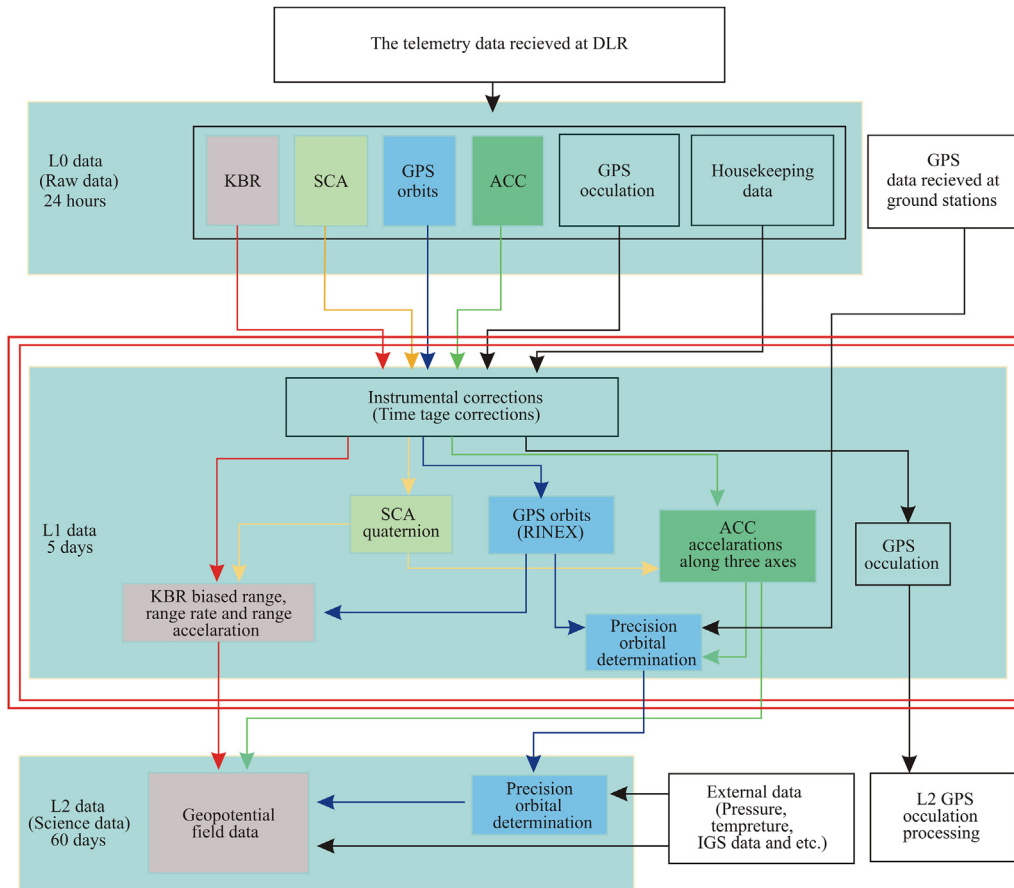 The telemetry data recieved at DLR
L0 data
(Raw data)
24 hours
KBR
SCA
GPS
orbits
ACC
GPS
occulation
Housekeeping
data
GPS
data recieved at
ground stations
Instrumental corrections
(Time tage corrections)
L1 data
5 days
SCA
quaternion
GPS orbits
(RINEX)
ACC
accelarations
along three axes
GPS
occulation
KBR biased range,
range rate and range
accelaration
Precision
orbital
determination
L2 data
(Science data)
60 days
Geopotential
field data
Precision
orbital
determination
External data
(Pressure,
tempreture,
IGS data and etc.)
L2 GPS
occulation
processing